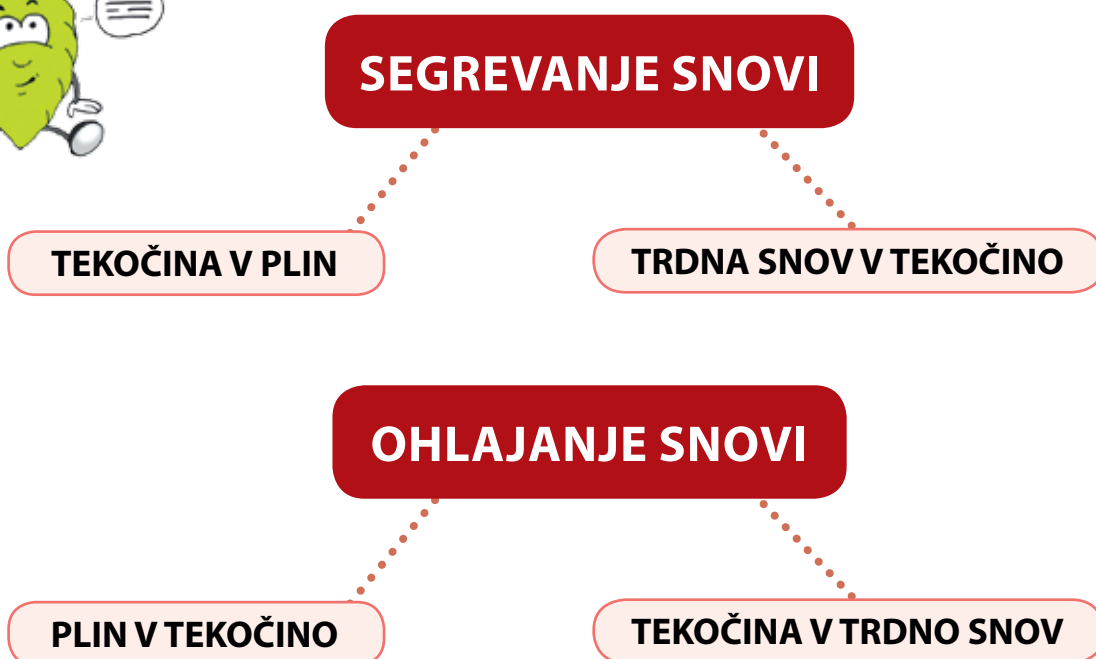 SEGREVANJE SNOVI
TEKOČINA V PLIN
TRDNA SNOV V TEKOČINO
OHLAJANJE SNOVI
PLIN V TEKOČINO
TEKOČINA V TRDNO SNOV